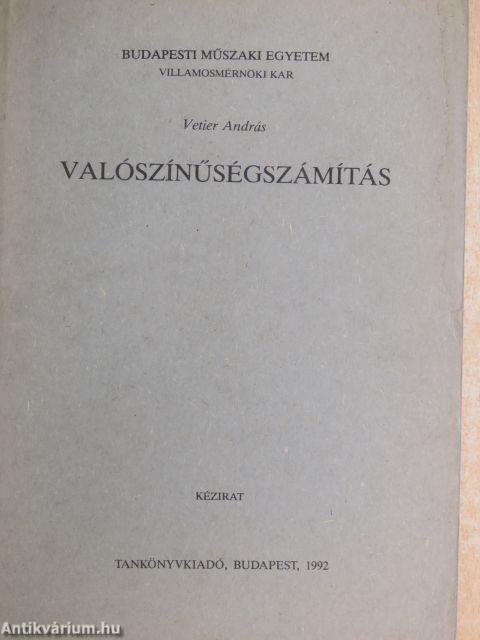 BUDAPESTI MŰSZAKI EGYETEM
VILLAMOSMÉRNÖKI KAR
Vetier András
VALÓSZÍNŰSÉGSZÁMÍTÁS
KÉZIRAT
TANKÖNYVKIADÓ, BUDAPEST, 1992
Antikvárium.hu